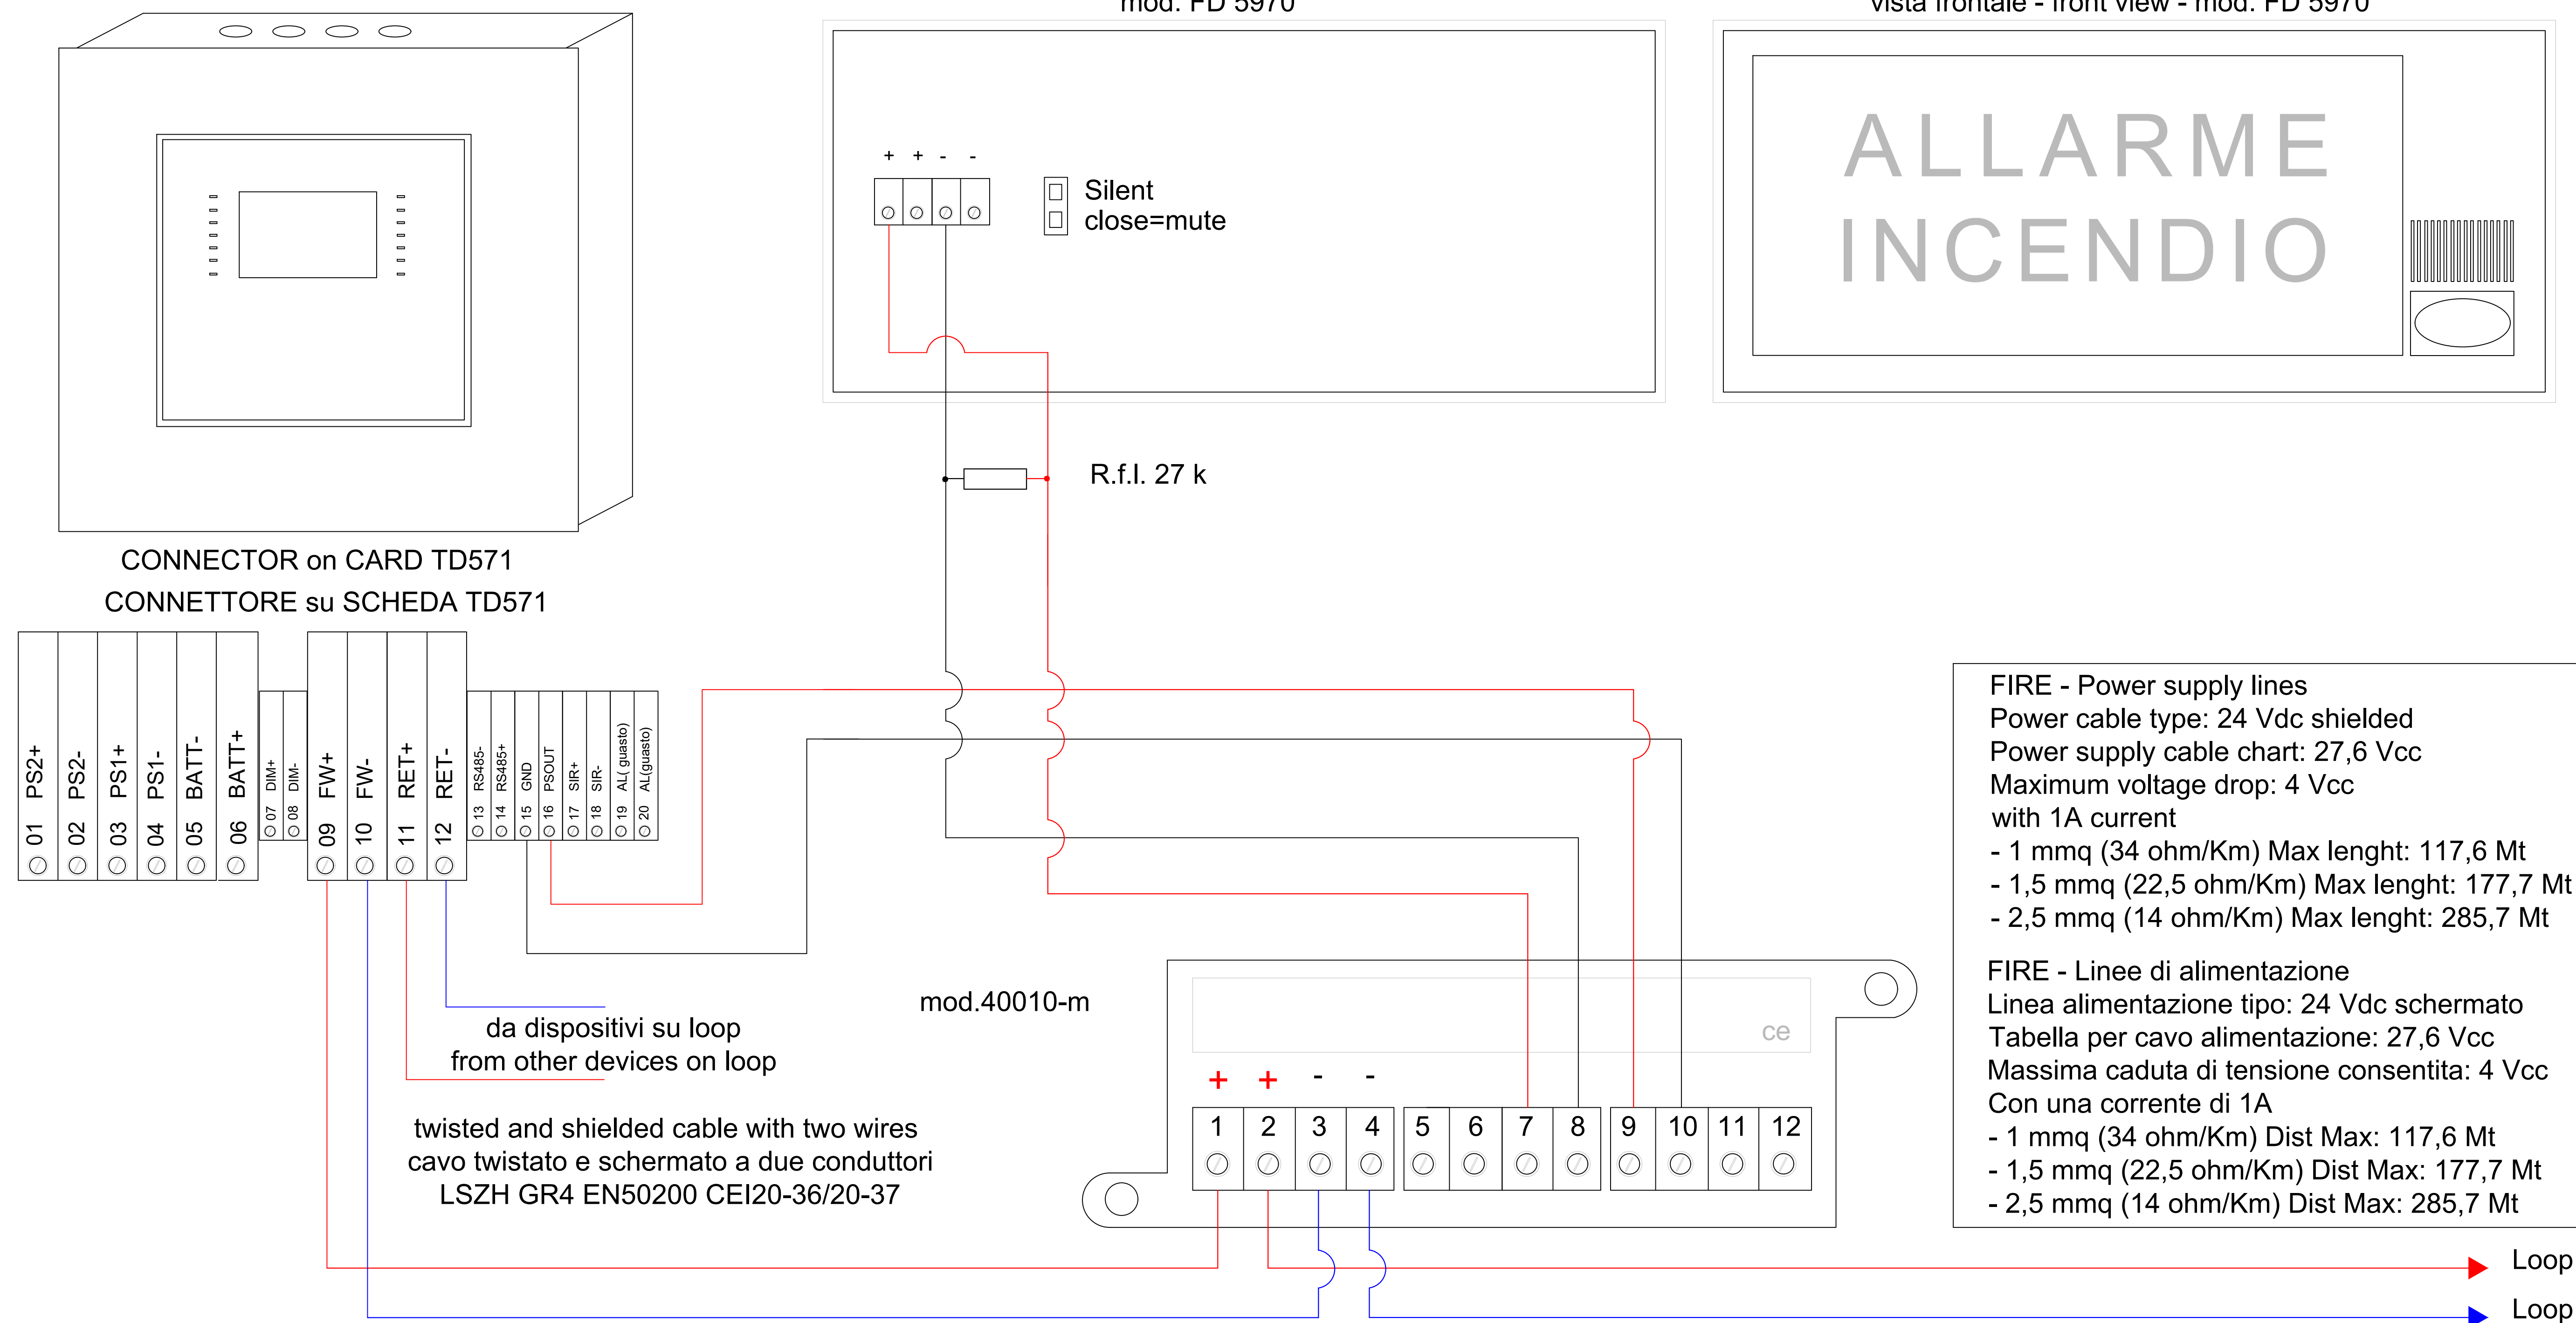 mod. FD 5970
vista frontale - front view - mod. FD 5970
+ + - -
Silent
close=mute
ALLARME
INCENDIO
R.f.l. 27 k
CONNECTOR on CARD TD571
CONNETTORE su SCHEDA TD571
01 PS2+
02 PS2-
03 PS1+
04 PS1-
05 BATT-
06 BATT+
07 DIM+
08 DIM-
09 FW+
10 FW-
11 RET+
12 RET-
13 RS485-
14 RS485+
15 GND
16 PSOUT
17 SIR+
18 SIR-
19 AL( guasto)
20 AL(guasto)
da dispositivi su loop
from other devices on loop
twisted and shielded cable with two wires
cavo twistato e schermato a due conduttori
LSZH GR4 EN50200 CEI20-36/20-37
mod.40010-m
ce
+ + - -
1 2 3 4 5 6 7 8 9 10 11 12
FIRE - Power supply lines
Power cable type: 24 Vdc shielded
Power supply cable chart: 27,6 Vcc
Maximum voltage drop: 4 Vcc
with 1A current
- 1 mmq (34 ohm/Km) Max lenght: 117,6 Mt
- 1,5 mmq (22,5 ohm/Km) Max lenght: 177,7 Mt
- 2,5 mmq (14 ohm/Km) Max lenght: 285,7 Mt
FIRE - Linee di alimentazione
Linea alimentazione tipo: 24 Vdc schermato
Tabella per cavo alimentazione: 27,6 Vcc
Massima caduta di tensione consentita: 4 Vcc
Con una corrente di 1A
- 1 mmq (34 ohm/Km) Dist Max: 117,6 Mt
- 1,5 mmq (22,5 ohm/Km) Dist Max: 177,7 Mt
- 2,5 mmq (14 ohm/Km) Dist Max: 285,7 Mt
Loop
Loop